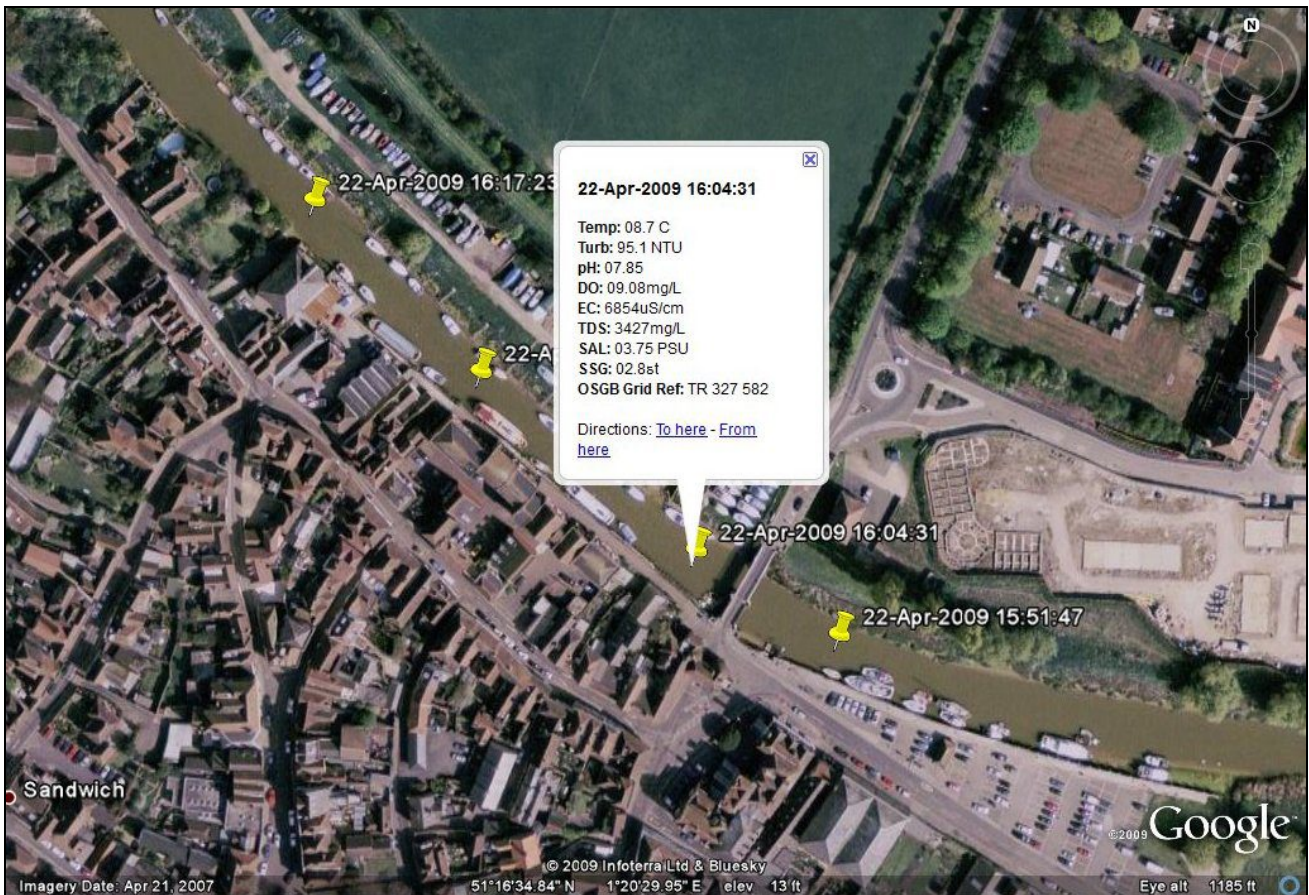 N
22-Apr-2009 16:17:23
22-Apr-2009 16:04:31
Temp: 08.7 C
Turb: 95.1 NTU
pH: 07.85
DO: 09.08mg/L
EC: 6854uS/cm
TDS: 3427mg/L
SAL: 03.75 PSU
SSG: 02.8st
OSGB Grid Ref: TR 327 582
Directions: To here - From
here
22-A
22-Apr-2009 16:04:31
22-Apr-2009 15:51:47
Sandwich
©2009 Google
© 2009 Infoterra Ltd & Bluesky
Imagery Date: Apr 21, 2007 51°16'34.84" N 1°20'29.95" E elev 13 ft Eye alt 1185 ft